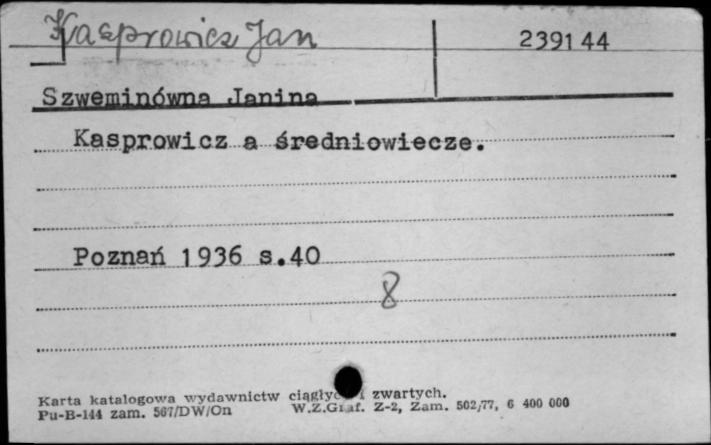 Kasprowicz Jan 239144
Szweminówna Janina
Kasprowicz a średniowiecze.
Poznań 1936 s.40
8
Karta katalogowa wydawnictw ciągłych i zwartych.
Pu-B-144 zam. 567/DW/On W.Z.Graf. Z-2, Zam. 502/77, 6 400 000